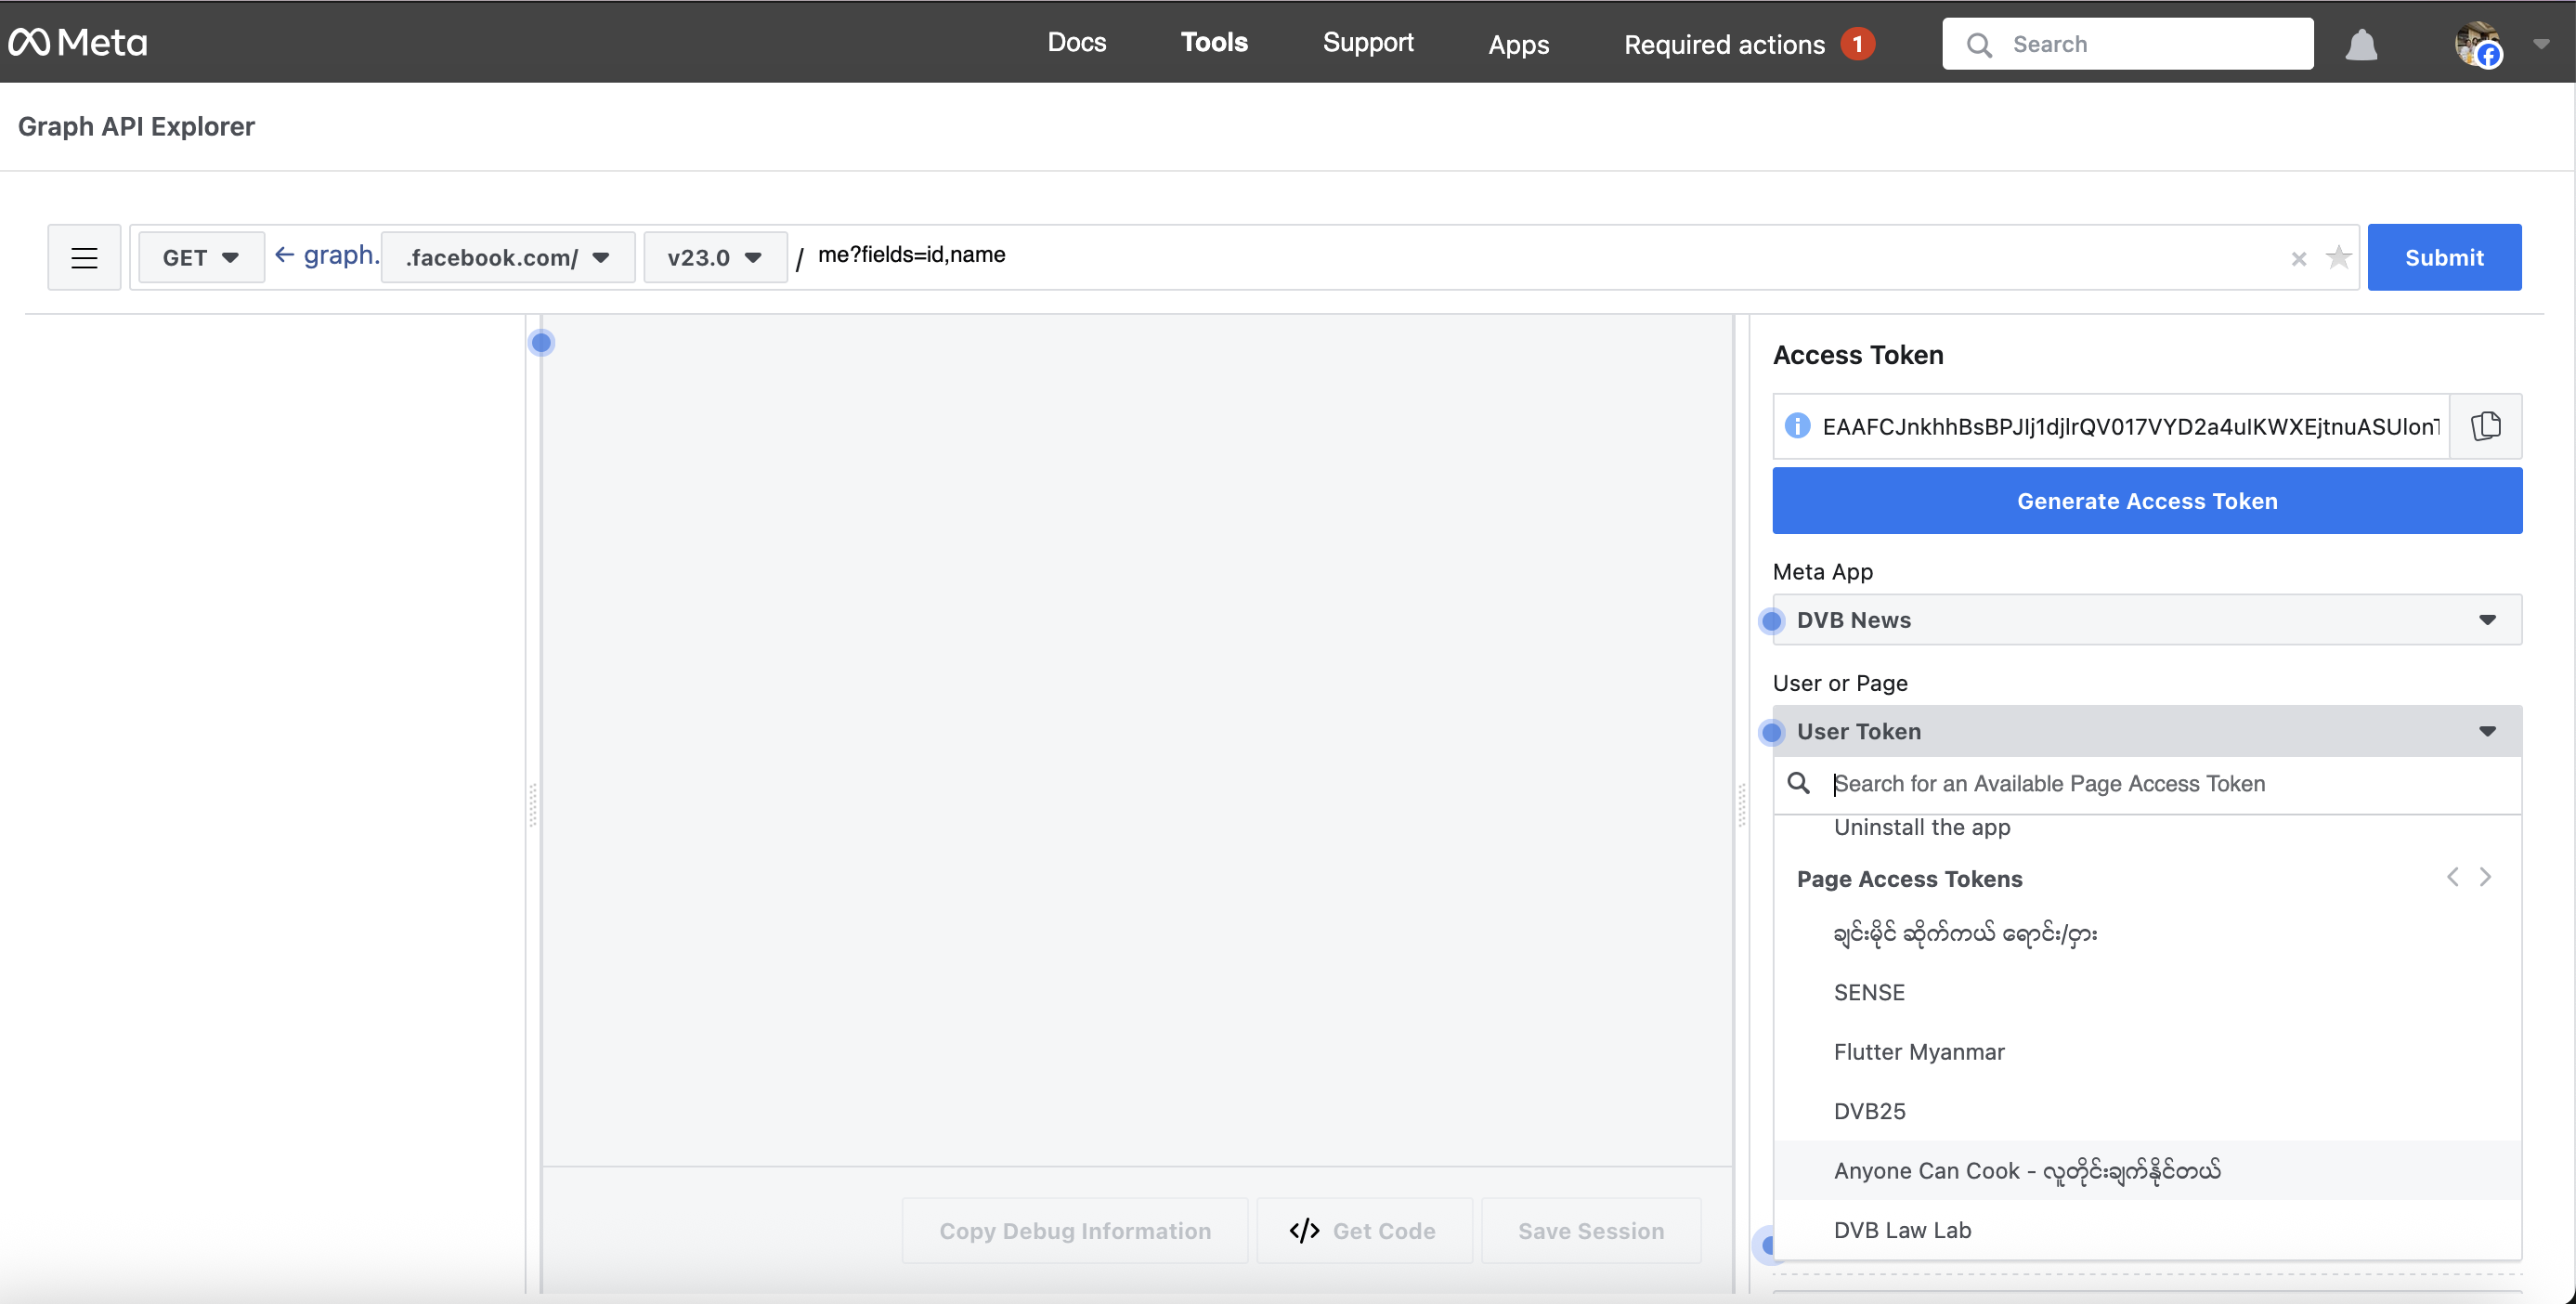 Meta
Docs
Tools
Support
Apps
Required actions 1
Search
Graph API Explorer
GET
← graph.
.facebook.com/
v23.0
/
me?fields=id,name
Submit
Access Token
Generate Access Token
Meta App
DVB News
User or Page
User Token
Search for an Available Page Access Token
Uninstall the app
Page Access Tokens
ချင်းမိုင် ဆိုက်ကယ် ရောင်း/ငှား
SENSE
Flutter Myanmar
DVB25
Anyone Can Cook - လူတိုင်းချက်နိုင်တယ်
DVB Law Lab
Copy Debug Information
</> Get Code
Save Session